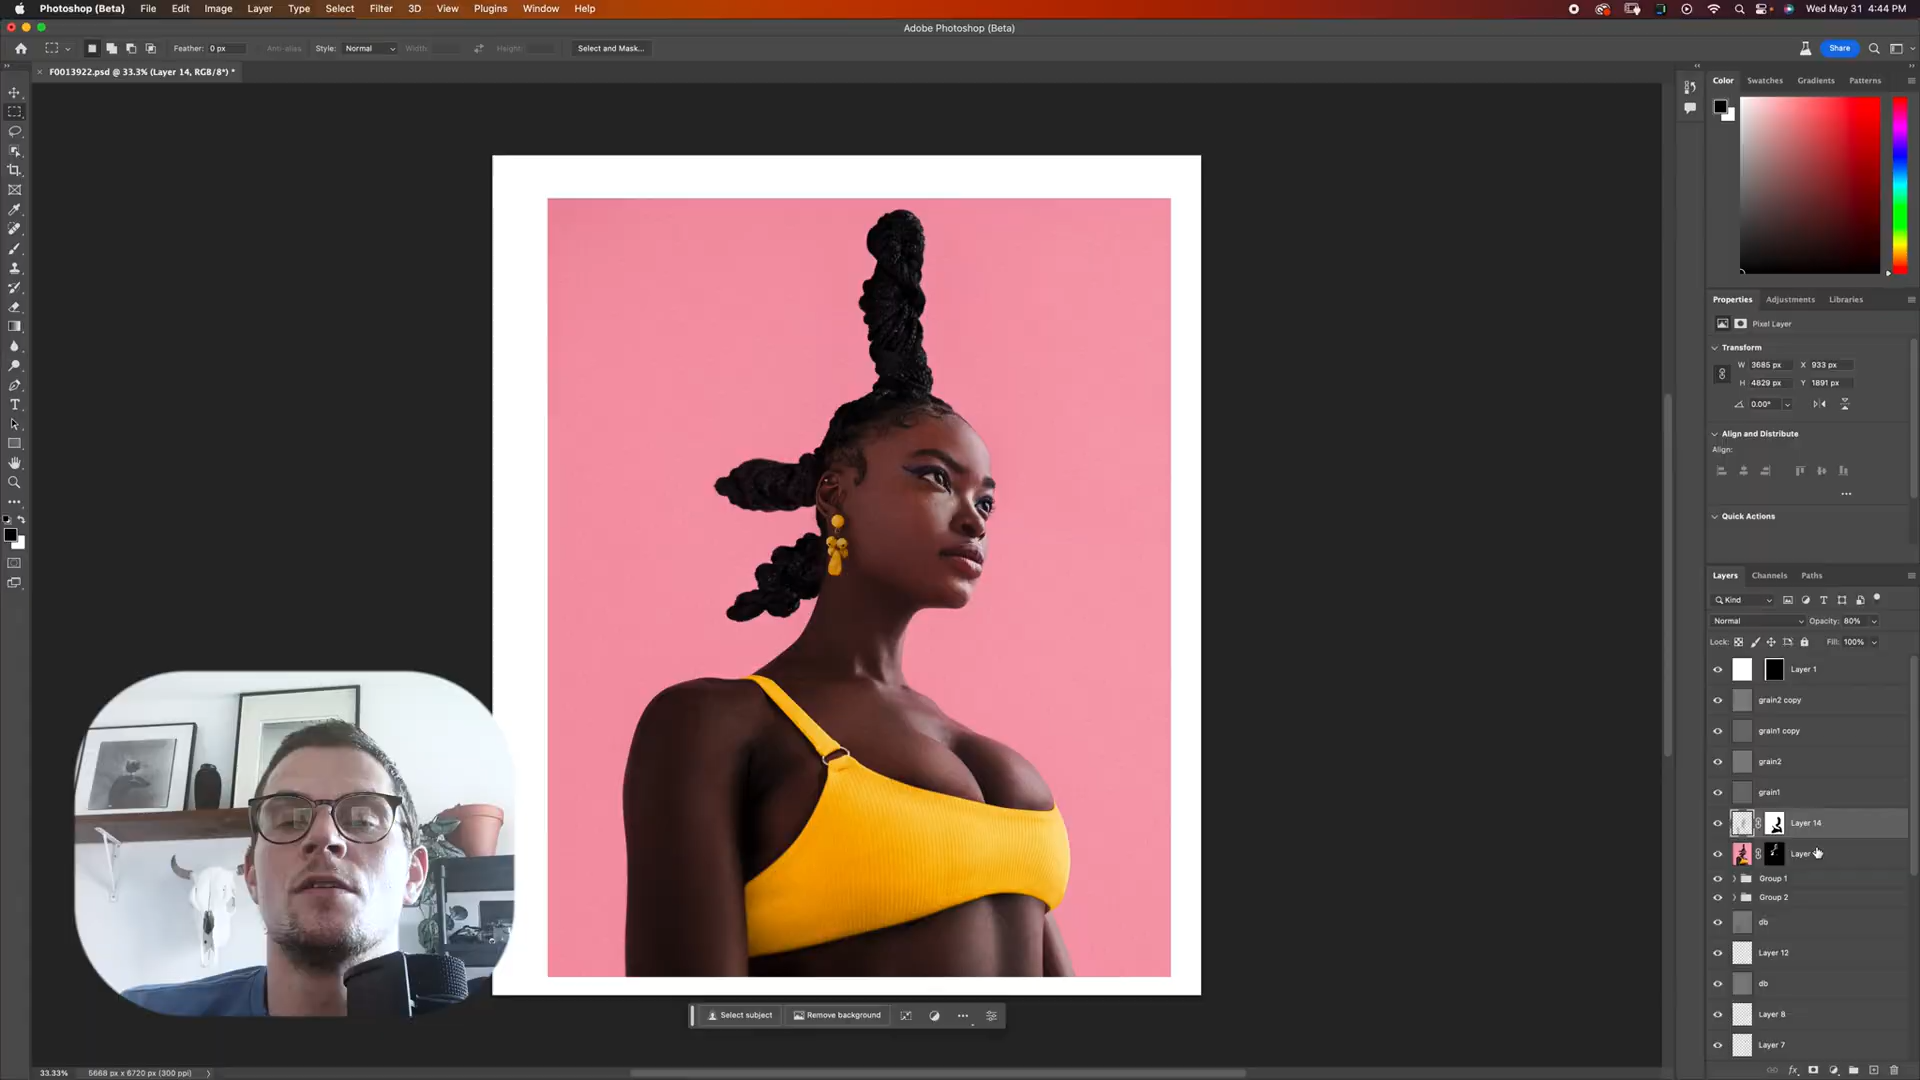 Photoshop (Beta) File Edit Image Layer Type Select Filter 3D View Plugins Window Help Wed May 31 4:44 PM
Adobe Photoshop (Beta)
Feather: 0 px Anti-alias Style: Normal Width: Height: Select and Mask... Share
F0013922.psd @ 33.3% (Layer 14, RGB/8*) *
Color Swatches Gradients Patterns
Properties Adjustments Libraries
Pixel Layer
Transform
W 3685 px X 933 px
H 4829 px Y 1891 px
0.00°
Align and Distribute
Align:
Quick Actions
Layers Channels Paths
Kind
Normal Opacity: 80%
Lock: Fill: 100%
Layer 1
grain2 copy
grain1 copy
grain2
grain1
Layer 14
Layer
Group 1
Group 2
db
Layer 12
db
Layer 8
Layer 7
Select subject Remove background
33.33% 5668 px x 6720 px (300 ppi)